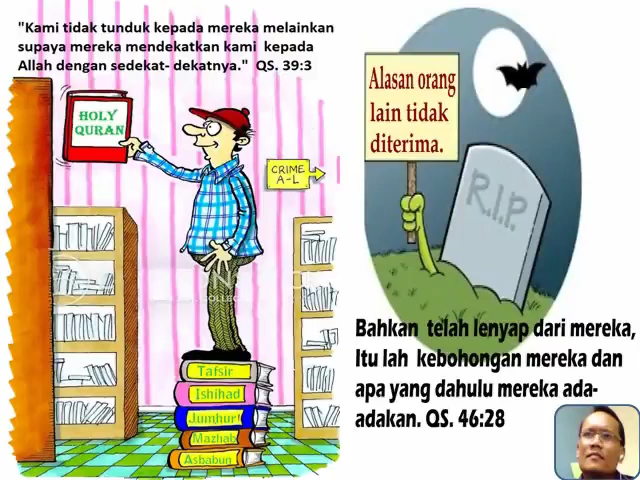 "Kami tidak tunduk kepada mereka melainkan
supaya mereka mendekatkan kami kepada
Allah dengan sedekat- dekatnya." QS. 39:3
HOLY
QURAN
CRIME
A-L
Tafsir
Ishihad
Jumhur
Mazhab
Asbabun
Alasan orang
lain tidak
diterima.
R.I.P.
Bahkan telah lenyap dari mereka,
Itu lah kebohongan mereka dan
apa yang dahulu mereka ada-
adakan. QS. 46:28